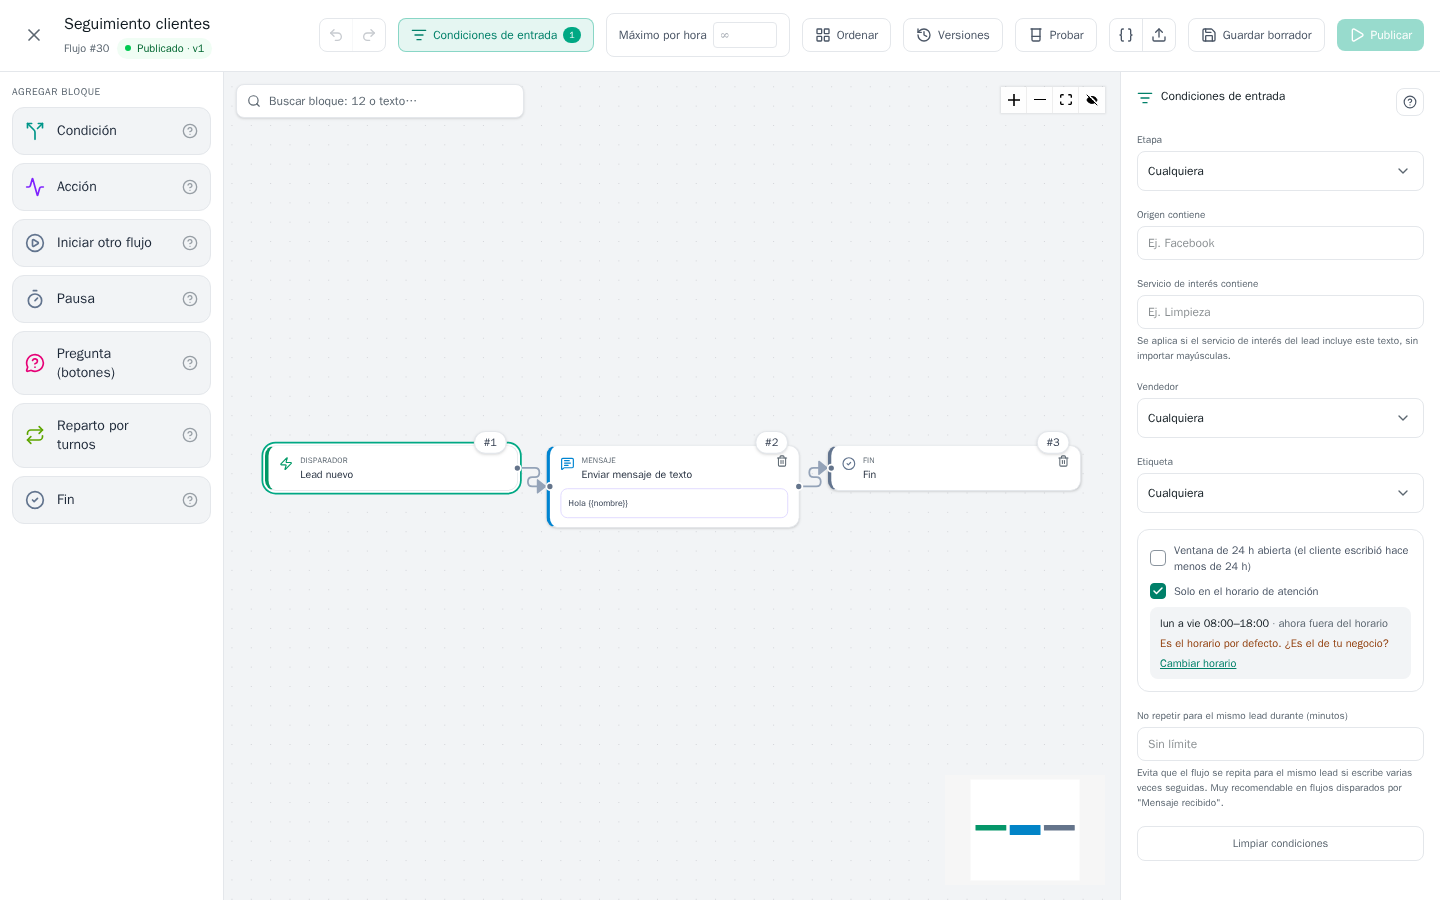 Seguimiento clientes
Flujo #30
Publicado · v1
Condiciones de entrada 1
Máximo por hora ∞
Ordenar
Versiones
Probar
Guardar borrador
Publicar
AGREGAR BLOQUE
Condición
Acción
Iniciar otro flujo
Pausa
Pregunta
(botones)
Reparto por
turnos
Fin
Buscar bloque: 12 o texto···
#1
DISPARADOR
Lead nuevo
#2
MENSAJE
Enviar mensaje de texto
Hola {{nombre}}
#3
FIN
Fin
Condiciones de entrada
Etapa
Cualquiera
Origen contiene
Ej. Facebook
Servicio de interés contiene
Ej. Limpieza
Se aplica si el servicio de interés del lead incluye este texto, sin
importar mayúsculas.
Vendedor
Cualquiera
Etiqueta
Cualquiera
Ventana de 24 h abierta (el cliente escribió hace
menos de 24 h)
Solo en el horario de atención
lun a vie 08:00–18:00 · ahora fuera del horario
Es el horario por defecto. ¿Es el de tu negocio?
Cambiar horario
No repetir para el mismo lead durante (minutos)
Sin límite
Evita que el flujo se repita para el mismo lead si escribe varias
veces seguidas. Muy recomendable en flujos disparados por
"Mensaje recibido".
Limpiar condiciones